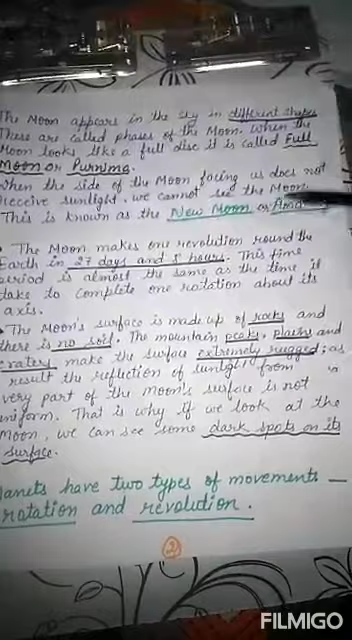 The Moon appears in the sky in different shapes
These are called phases of the Moon. When the
Moon looks like a full disc it is called Full
Moon or Purnima.
When the side of the Moon facing us does not
receive sunlight, we cannot see the Moon.
This is known as the New Moon or
• The Moon makes one revolution round the
Earth in 27 days and 8 hours. This time
period is almost the same as the time it
take to complete one rotation about its
axis.
• The Moon's surface is made up of rocks and
there is no soil. The mountain peaks, plains and
craters make the surface extremely rugged; as
result the reflection of sunlight from
very part of the moon's surface is not
uniform. That is why if we look at the
Moon, we can see some dark spots on its
surface.
lanets have two types of movements —
rotation and revolution.
2
FILMIGO